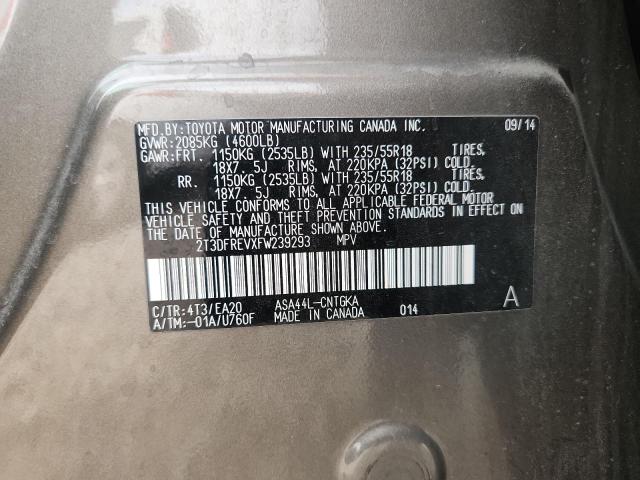 MFD.BY:TOYOTA MOTOR MANUFACTURING CANADA INC. 09/14
GVWR:2085KG (4600LB)
GAWR:FRT. 1150KG (2535LB) WITH 235/55R18 TIRES,
18X7 5J RIMS, AT 220KPA (32PSI) COLD.
RR. 1150KG (2535LB) WITH 235/55R18 TIRES,
18X7 5J RIMS, AT 220KPA (32PSI) COLD.
THIS VEHICLE CONFORMS TO ALL APPLICABLE FEDERAL MOTOR
VEHICLE SAFETY AND THEFT PREVENTION STANDARDS IN EFFECT ON
THE DATE OF MANUFACTURE SHOWN ABOVE.
2T3DFREVXFW239293 MPV
C/TR:4T3/EA20 ASA44L-CNTGKA 014 A
A/TM:-01A/U760F MADE IN CANADA